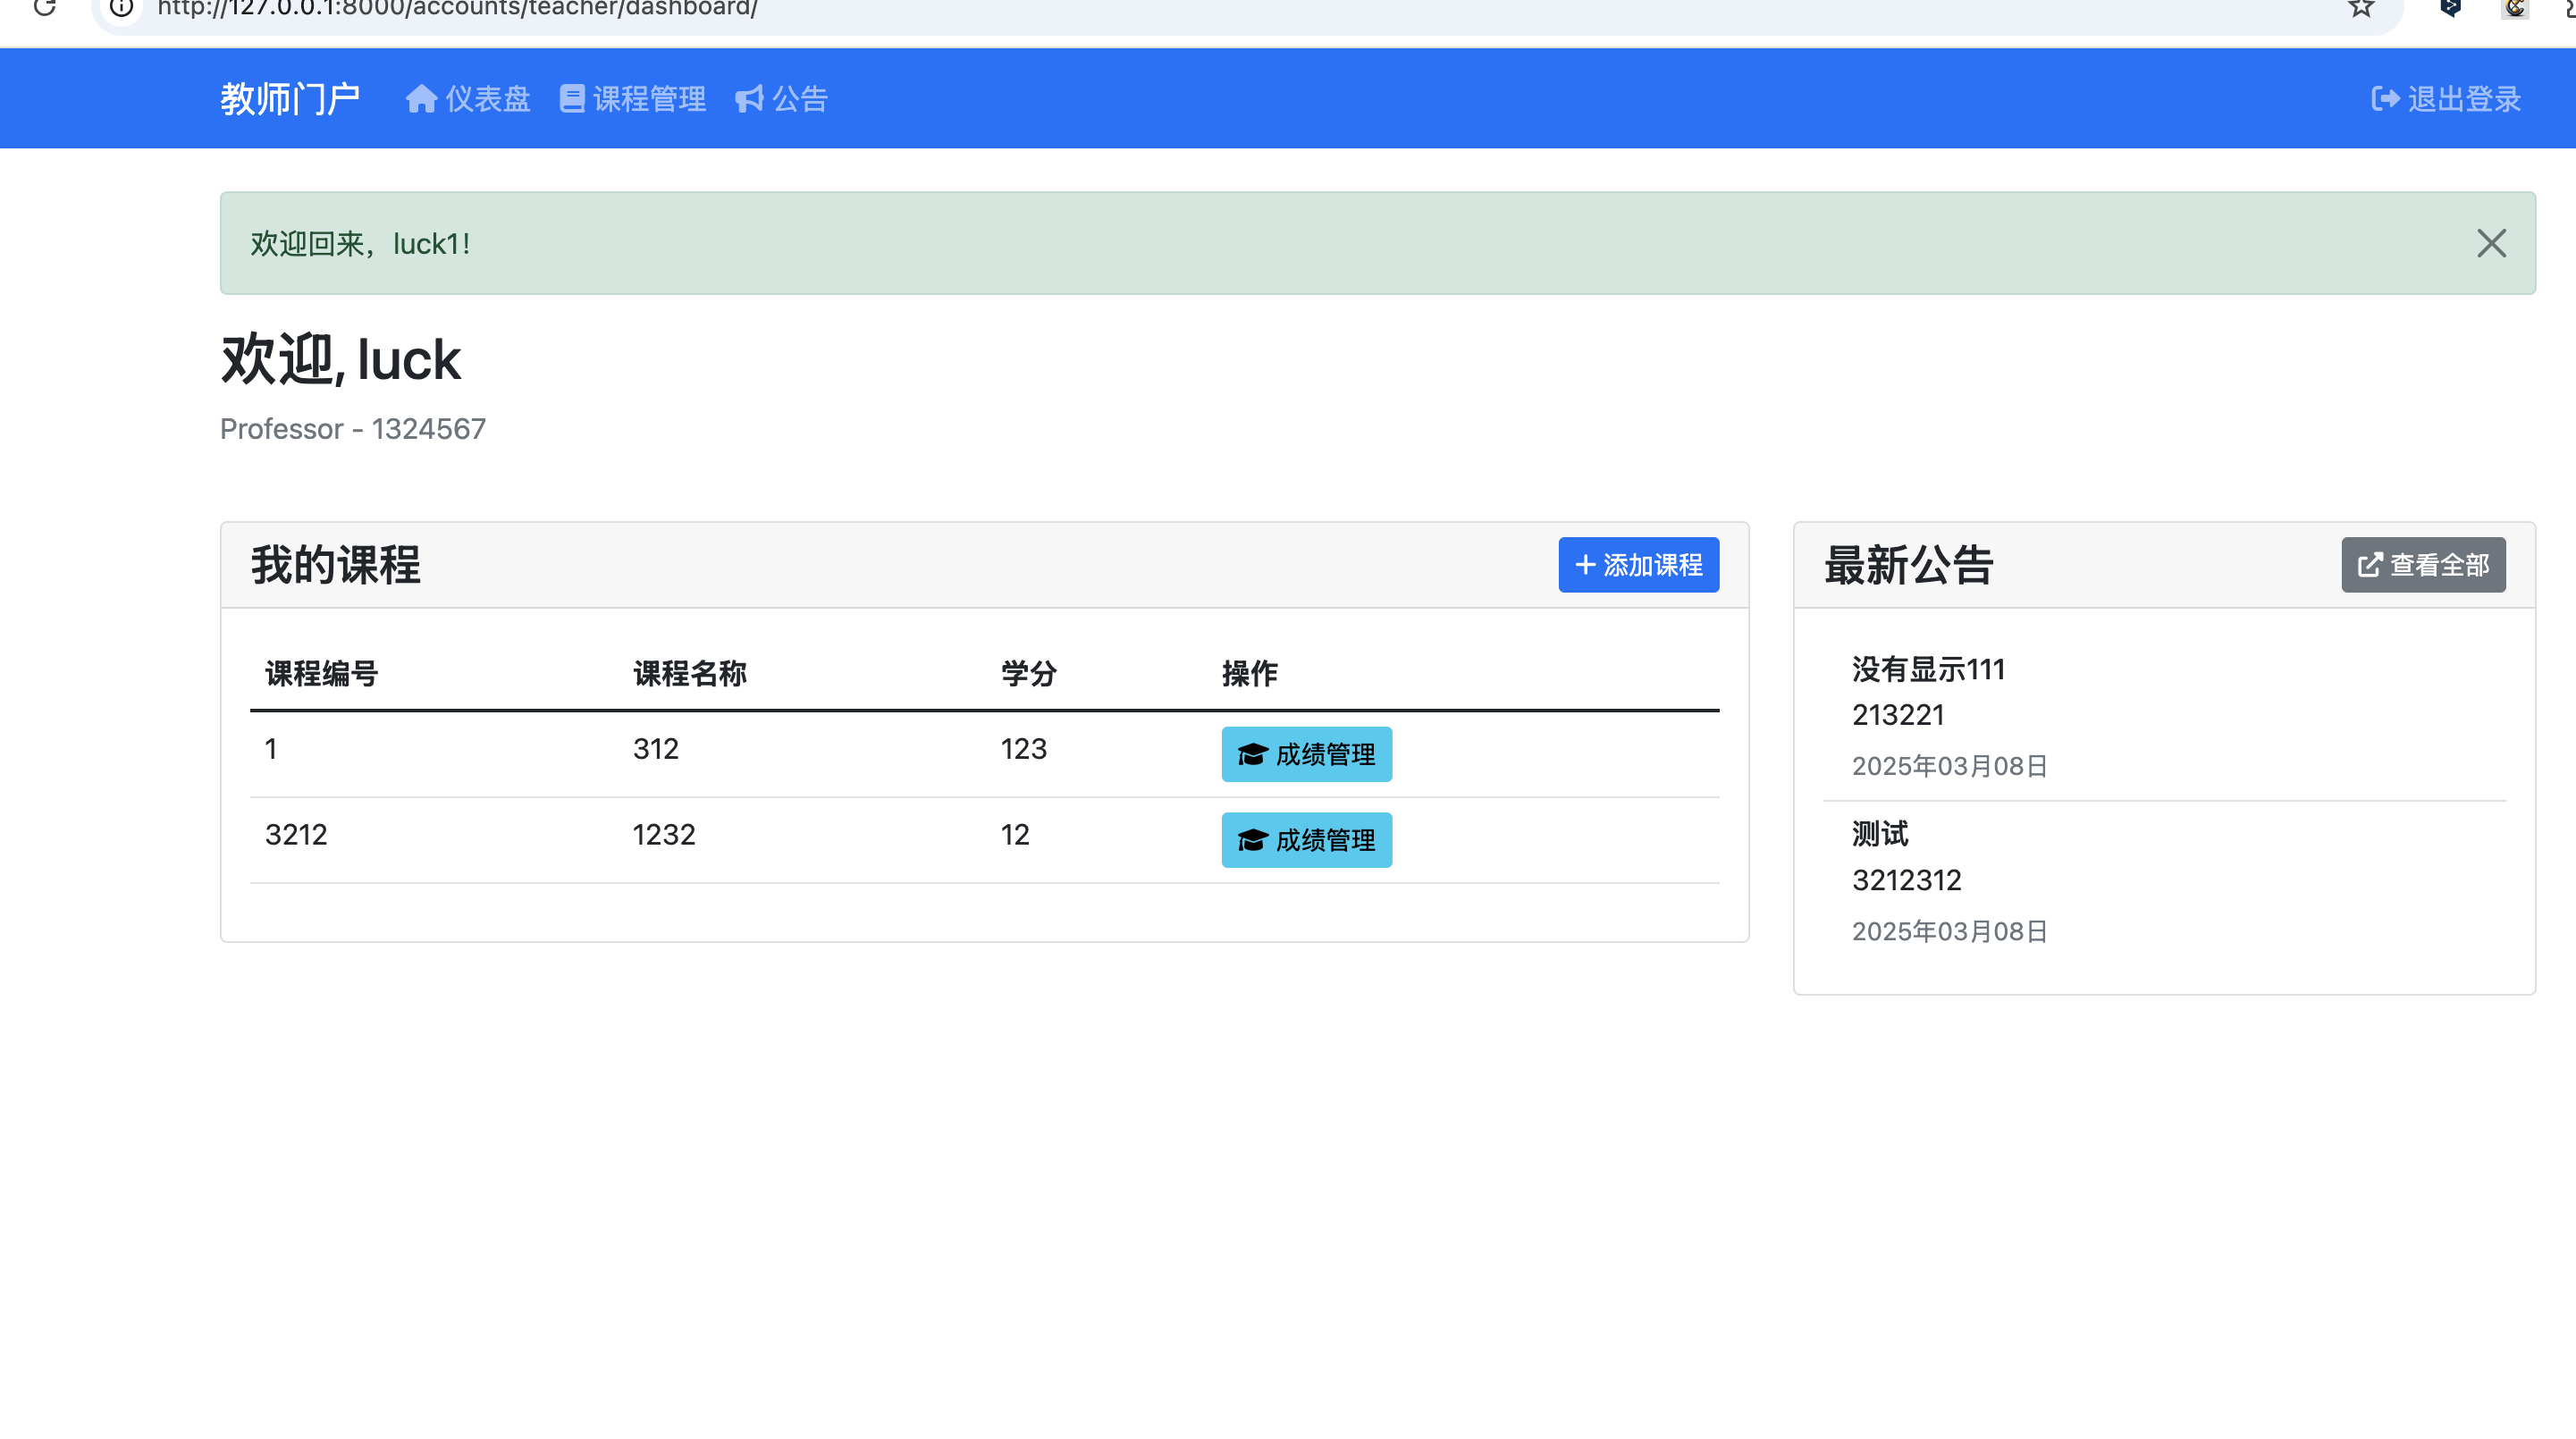 http://127.0.0.1:8000/accounts/teacher/dashboard/
教师门户 仪表盘 课程管理 公告 退出登录
欢迎回来，luck1！
欢迎, luck
Professor - 1324567
我的课程 添加课程
课程编号 课程名称 学分 操作
1 312 123 成绩管理
3212 1232 12 成绩管理
最新公告 查看全部
没有显示111
213221
2025年03月08日
测试
3212312
2025年03月08日